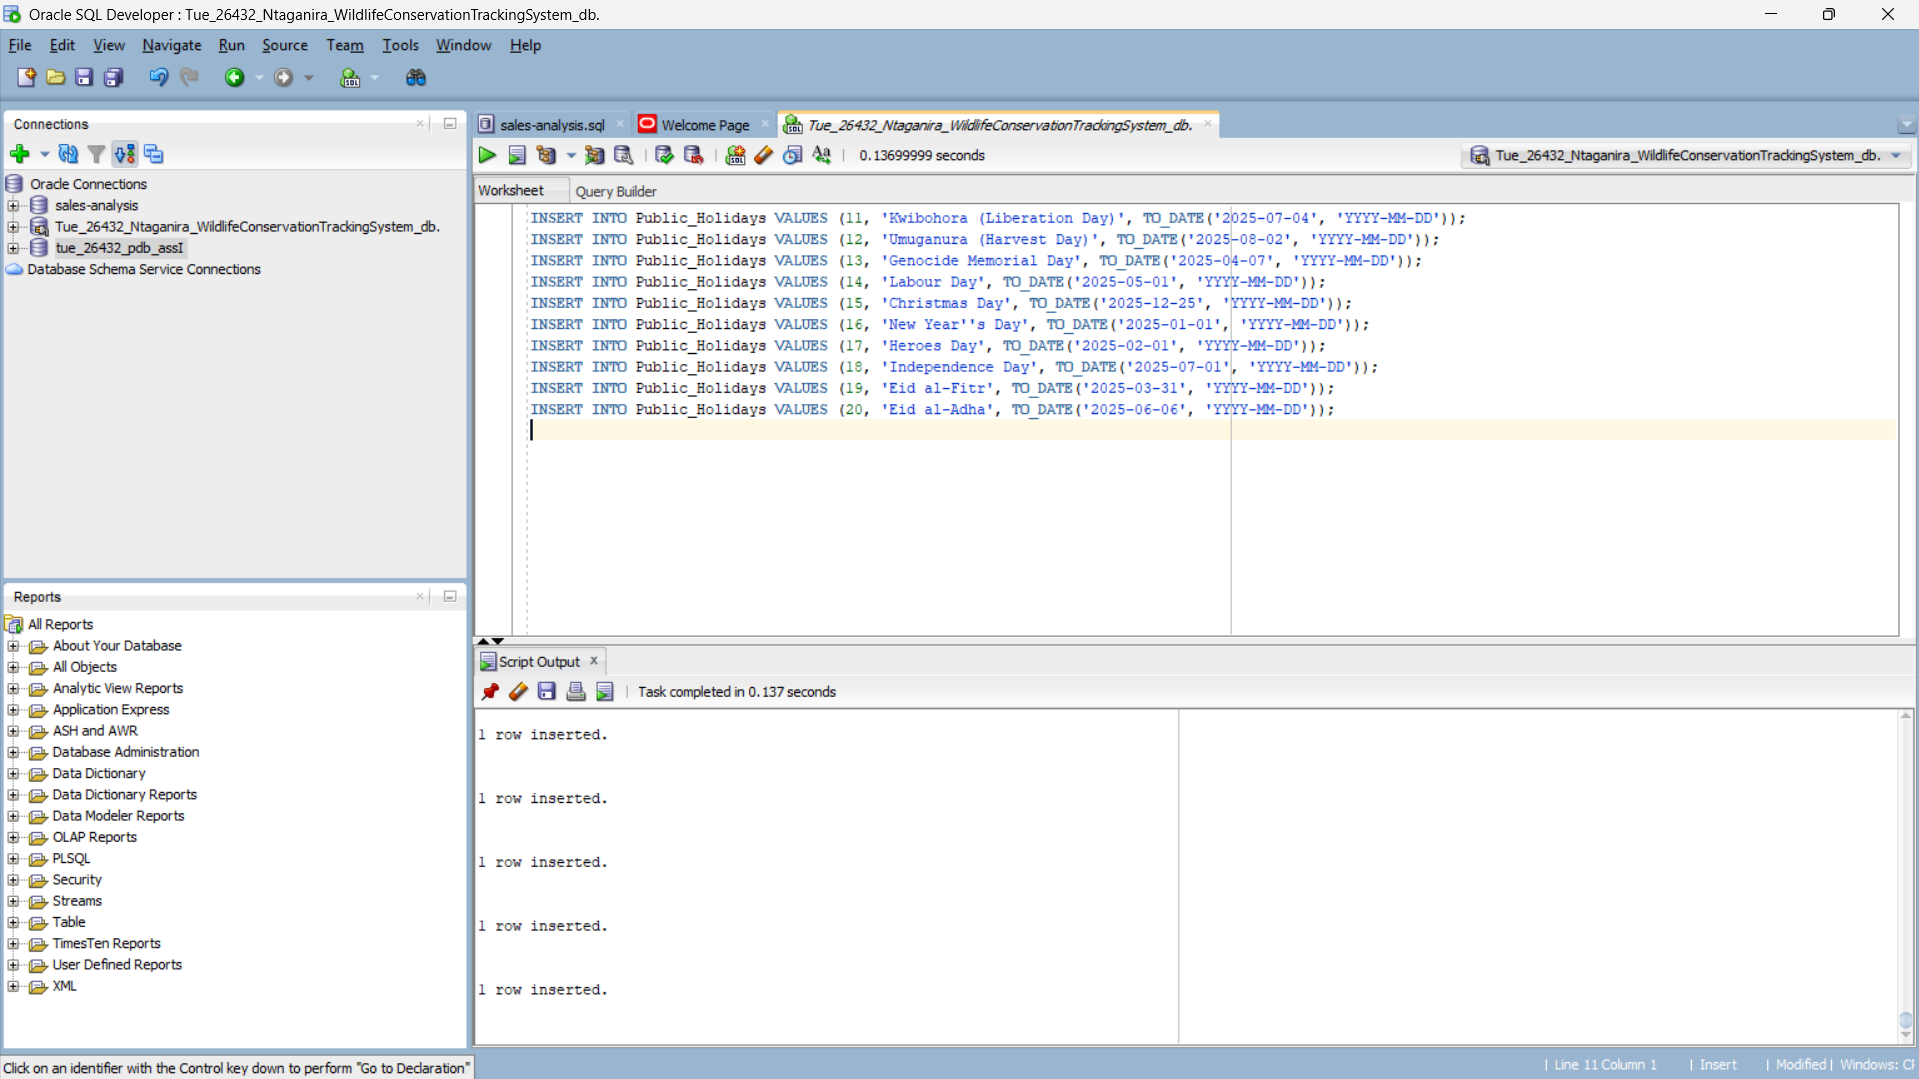 Oracle SQL Developer : Tue_26432_Ntaganira_WildlifeConservationTrackingSystem_db.
File Edit View Navigate Run Source Team Tools Window Help
Connections
Oracle Connections
sales-analysis
Tue_26432_Ntaganira_WildlifeConservationTrackingSystem_db.
tue_26432_pdb_assI
Database Schema Service Connections
Reports
All Reports
About Your Database
All Objects
Analytic View Reports
Application Express
ASH and AWR
Database Administration
Data Dictionary
Data Dictionary Reports
Data Modeler Reports
OLAP Reports
PLSQL
Security
Streams
Table
TimesTen Reports
User Defined Reports
XML
sales-analysis.sql Welcome Page Tue_26432_Ntaganira_WildlifeConservationTrackingSystem_db.
0.13699999 seconds
Tue_26432_Ntaganira_WildlifeConservationTrackingSystem_db.
Worksheet Query Builder
INSERT INTO Public_Holidays VALUES (11, 'Kwibohora (Liberation Day)', TO_DATE('2025-07-04', 'YYYY-MM-DD'));
INSERT INTO Public_Holidays VALUES (12, 'Umuganura (Harvest Day)', TO_DATE('2025-08-02', 'YYYY-MM-DD'));
INSERT INTO Public_Holidays VALUES (13, 'Genocide Memorial Day', TO_DATE('2025-04-07', 'YYYY-MM-DD'));
INSERT INTO Public_Holidays VALUES (14, 'Labour Day', TO_DATE('2025-05-01', 'YYYY-MM-DD'));
INSERT INTO Public_Holidays VALUES (15, 'Christmas Day', TO_DATE('2025-12-25', 'YYYY-MM-DD'));
INSERT INTO Public_Holidays VALUES (16, 'New Year''s Day', TO_DATE('2025-01-01', 'YYYY-MM-DD'));
INSERT INTO Public_Holidays VALUES (17, 'Heroes Day', TO_DATE('2025-02-01', 'YYYY-MM-DD'));
INSERT INTO Public_Holidays VALUES (18, 'Independence Day', TO_DATE('2025-07-01', 'YYYY-MM-DD'));
INSERT INTO Public_Holidays VALUES (19, 'Eid al-Fitr', TO_DATE('2025-03-31', 'YYYY-MM-DD'));
INSERT INTO Public_Holidays VALUES (20, 'Eid al-Adha', TO_DATE('2025-06-06', 'YYYY-MM-DD'));
Script Output
Task completed in 0.137 seconds
1 row inserted.
1 row inserted.
1 row inserted.
1 row inserted.
1 row inserted.
Click on an identifier with the Control key down to perform "Go to Declaration"
Line 11 Column 1 | Insert | Modified | Windows: